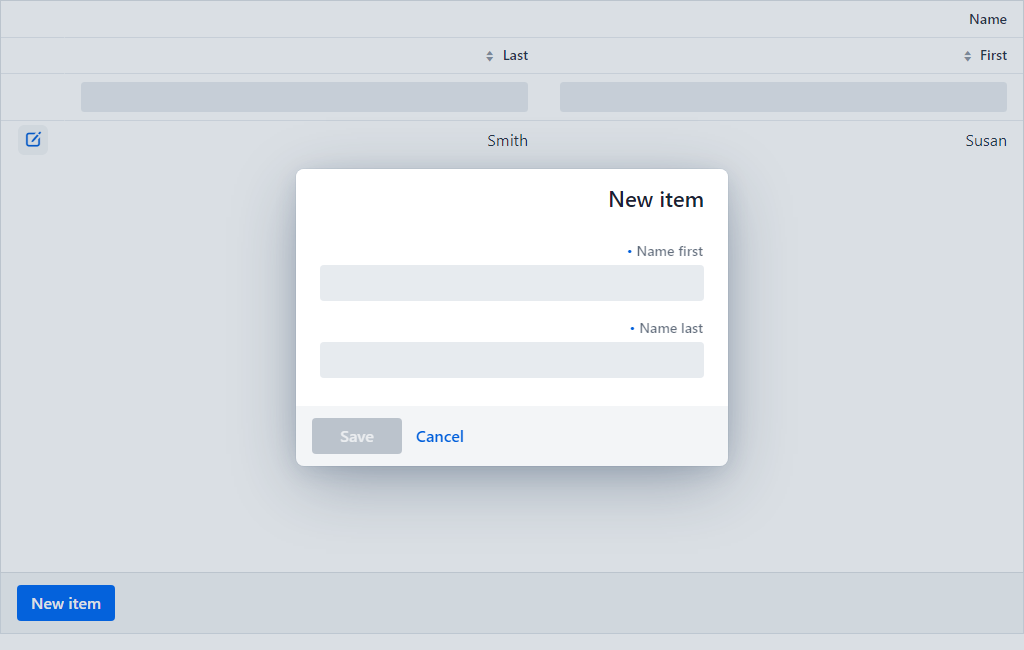 Name
Last First
Smith Susan
New item
• Name first
• Name last
Save Cancel
New item